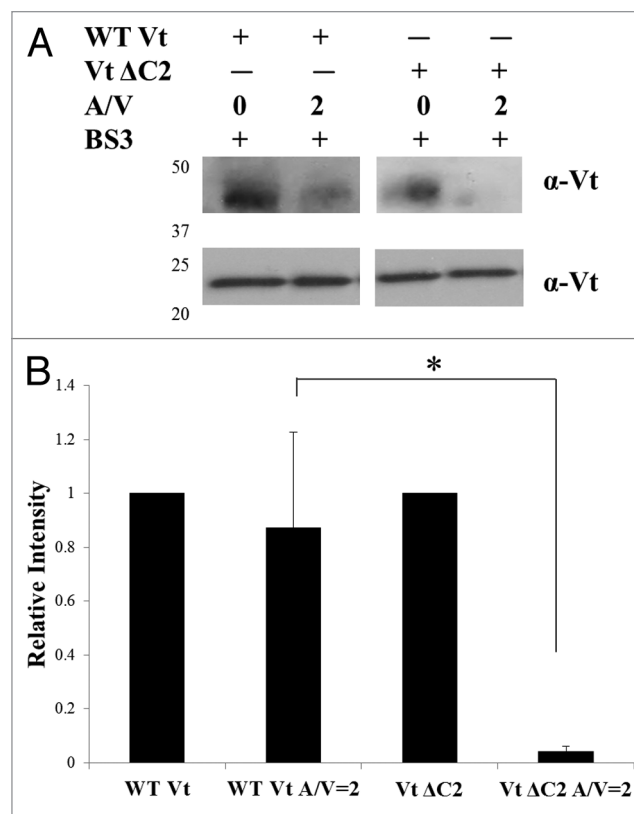 A
WT Vt + + — —
Vt ΔC2 — — + +
A/V 0 2 0 2
BS3 + + + +
50
α-Vt
37
25
α-Vt
20
B
*
1.4
1.2
1
0.8
0.6
0.4
0.2
0
Relative Intensity
WT Vt WT Vt A/V=2 Vt ΔC2 Vt ΔC2 A/V=2